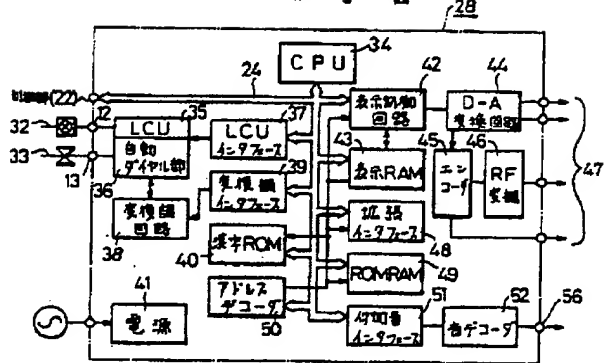 28
34
CPU
24
(22)
42
表示制御
回路
44
D-A
変換回路
32
12
35
LCU
自動
ダイヤル部
37
LCU
インタフェース
33
13
36
43
表示RAM
45
エン
コーダ
46
RF
変調
47
39
変復調
インタフェース
変復調
回路
38
拡張
インタフェース
48
漢字ROM
40
ROMRAM
49
41
電源
アドレス
デコーダ
50
51
付加音
インタフェース
52
音デコーダ
56